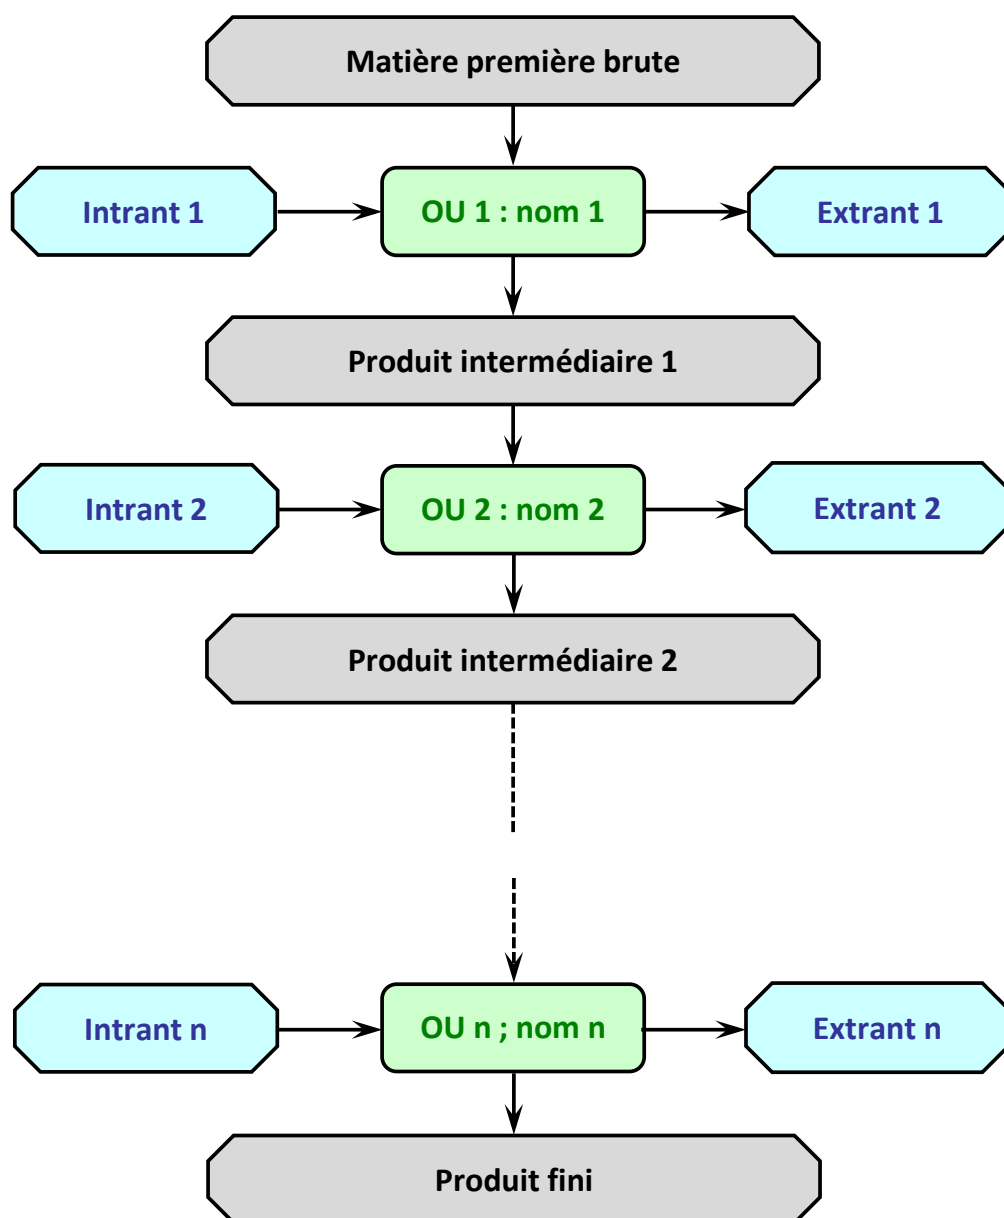 Matière première brute
Intrant 1
OU 1 : nom 1
Extrant 1
Produit intermédiaire 1
Intrant 2
OU 2 : nom 2
Extrant 2
Produit intermédiaire 2
Intrant n
OU n ; nom n
Extrant n
Produit fini